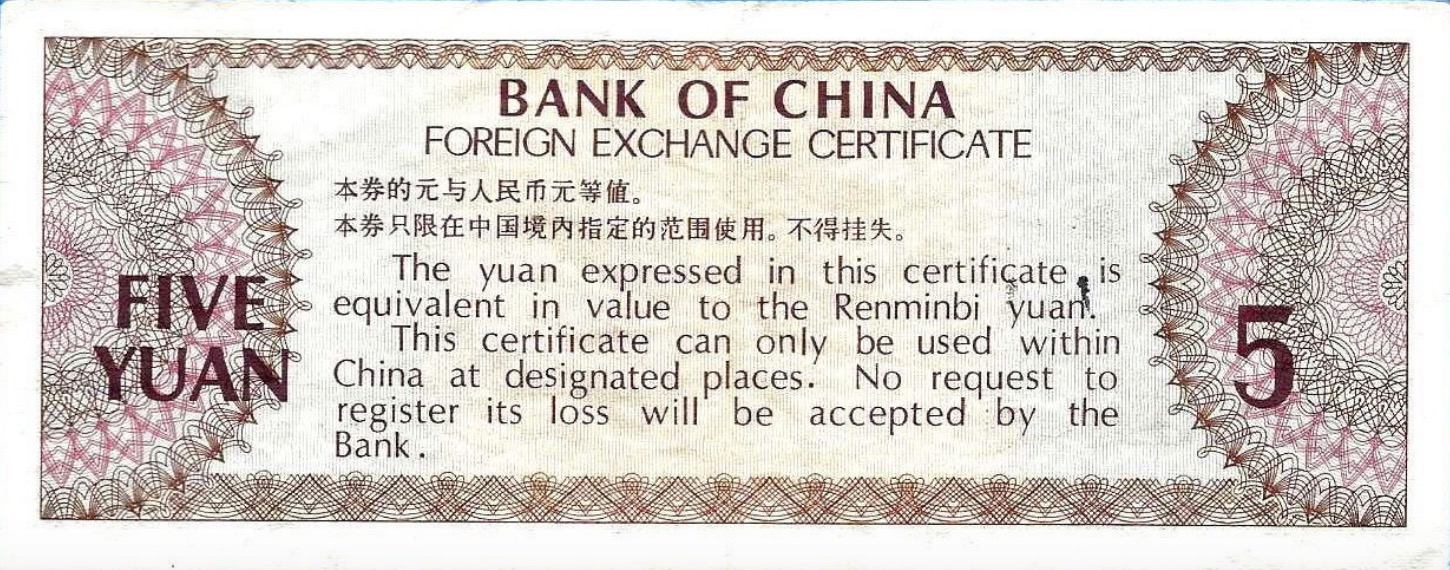 BANK OF CHINA
FOREIGN EXCHANGE CERTIFICATE
本券的元与人民币元等值。
本券只限在中国境内指定的范围使用。不得挂失。
The yuan expressed in this certificate is
equivalent in value to the Renminbi yuan.
This certificate can only be used within
China at designated places. No request to
register its loss will be accepted by the
Bank.
FIVE
YUAN
5